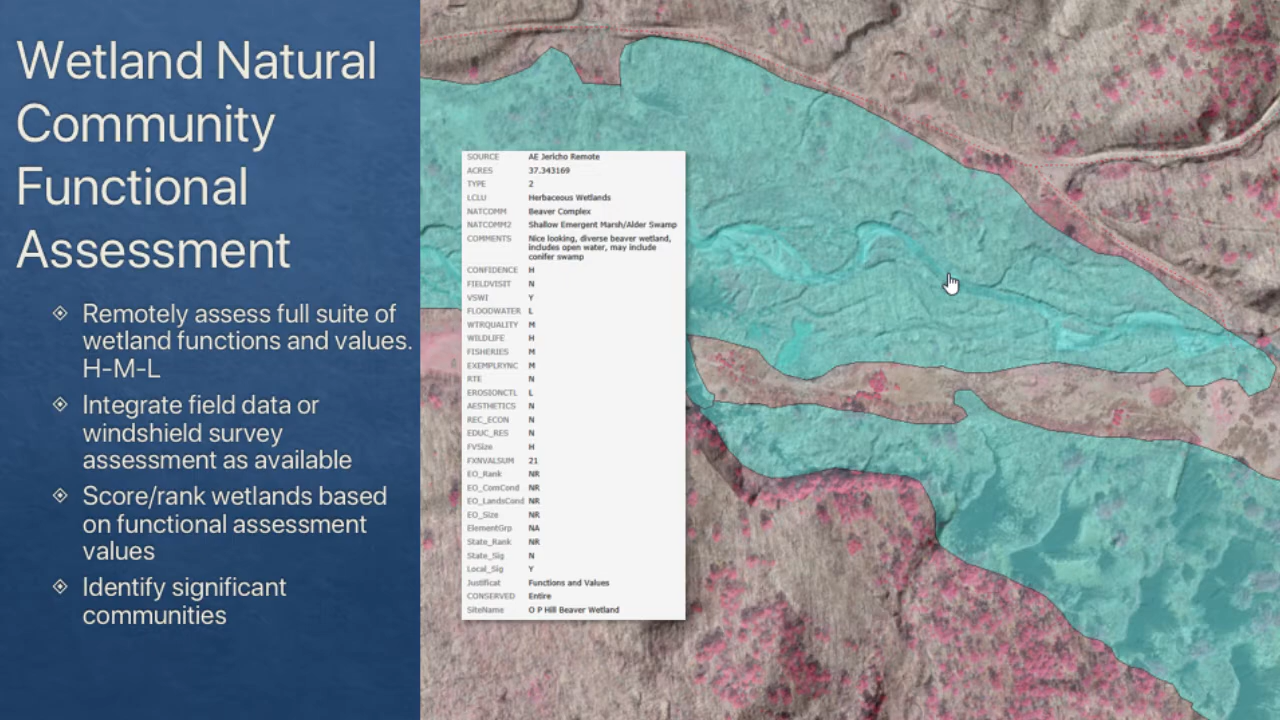 Wetland Natural
Community
Functional
Assessment
Remotely assess full suite of
wetland functions and values.
H-M-L
Integrate field data or
windshield survey
assessment as available
Score/rank wetlands based
on functional assessment
values
Identify significant
communities
SOURCE AE Jericho Remote
ACRES 37.343169
TYPE 2
LCLU Herbaceous Wetlands
NATCOMM Beaver Complex
NATCOMM2 Shallow Emergent Marsh/Alder Swamp
COMMENTS Nice looking, diverse beaver wetland,
includes open water, may include
conifer swamp
CONFIDENCE H
FIELDVISIT N
VSWI Y
FLOODWATER L
WTRQUALITY M
WILDLIFE H
FISHERIES M
EXEMPLRYNC M
RTE N
EROSIONCTL L
AESTHETICS N
REC_ECON N
EDUC_RES N
FVSize H
FXNVALSUM 21
EO_Rank NR
EO_ComCond NR
EO_LandsCond NR
EO_Size NR
ElementGrp NA
State_Rank NR
State_Sig N
Local_Sig Y
Justificat Functions and Values
CONSERVED Entire
SiteName O P Hill Beaver Wetland